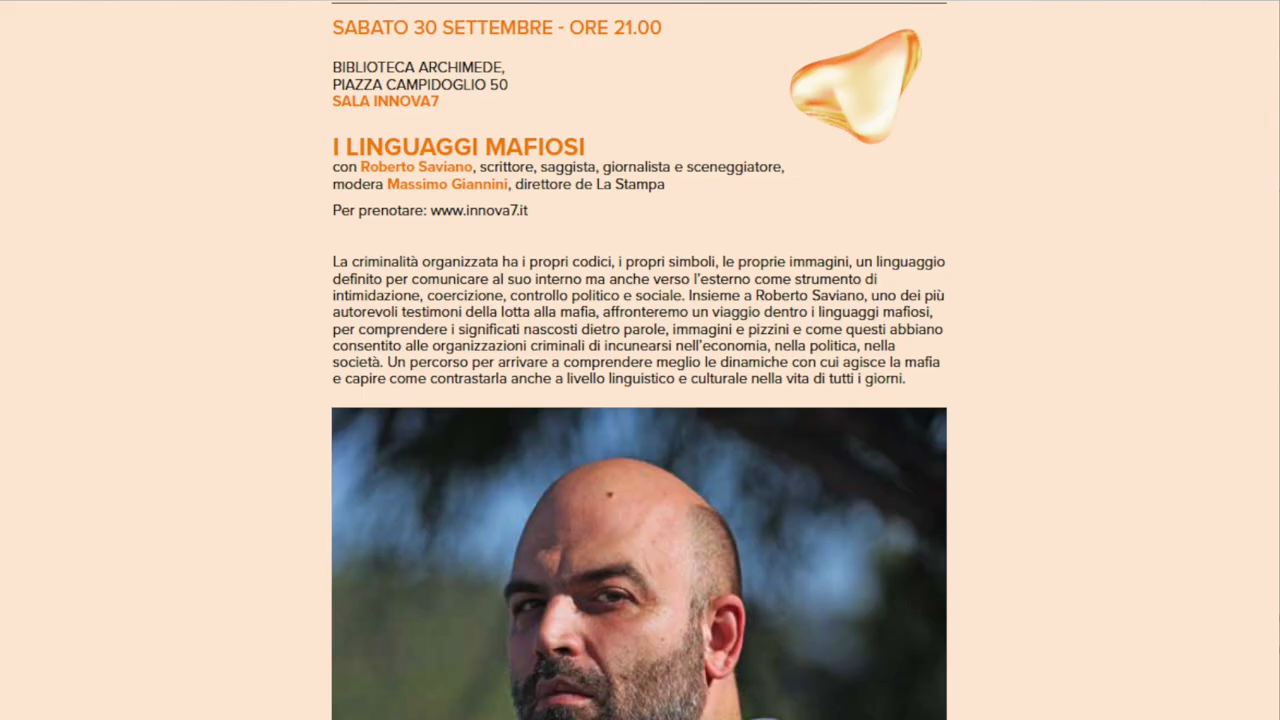 SABATO 30 SETTEMBRE - ORE 21.00
BIBLIOTECA ARCHIMEDE,
PIAZZA CAMPIDOGLIO 50
SALA INNOVA7
I LINGUAGGI MAFIOSI
con Roberto Saviano, scrittore, saggista, giornalista e sceneggiatore,
modera Massimo Giannini, direttore de La Stampa
Per prenotare: www.innova7.it
La criminalità organizzata ha i propri codici, i propri simboli, le proprie immagini, un linguaggio
definito per comunicare al suo interno ma anche verso l'esterno come strumento di
intimidazione, coercizione, controllo politico e sociale. Insieme a Roberto Saviano, uno dei più
autorevoli testimoni della lotta alla mafia, affronteremo un viaggio dentro i linguaggi mafiosi,
per comprendere i significati nascosti dietro parole, immagini e pizzini e come questi abbiano
consentito alle organizzazioni criminali di incunearsi nell'economia, nella politica, nella
società. Un percorso per arrivare a comprendere meglio le dinamiche con cui agisce la mafia
e capire come contrastarla anche a livello linguistico e culturale nella vita di tutti i giorni.